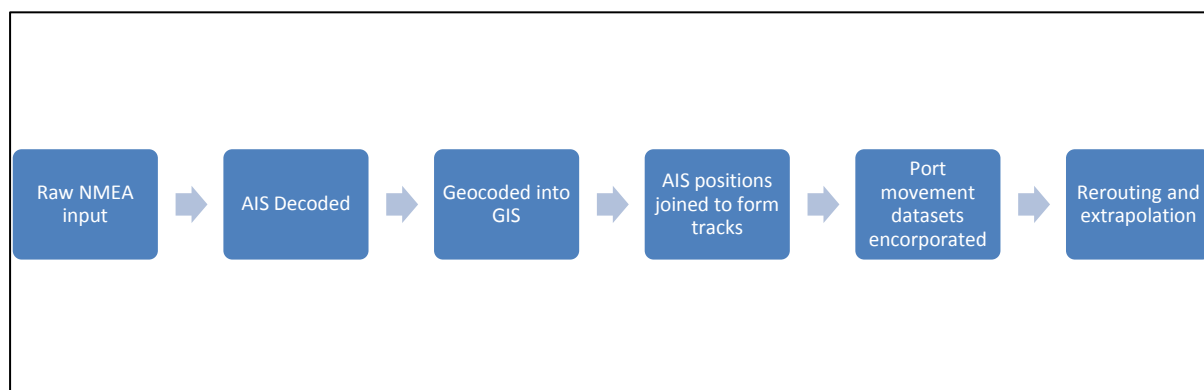 Raw NMEA
input
AIS Decoded
Geocoded into
GIS
AIS positions
joined to form
tracks
Port
movement
datasets
encorporated
Rerouting and
extrapolation